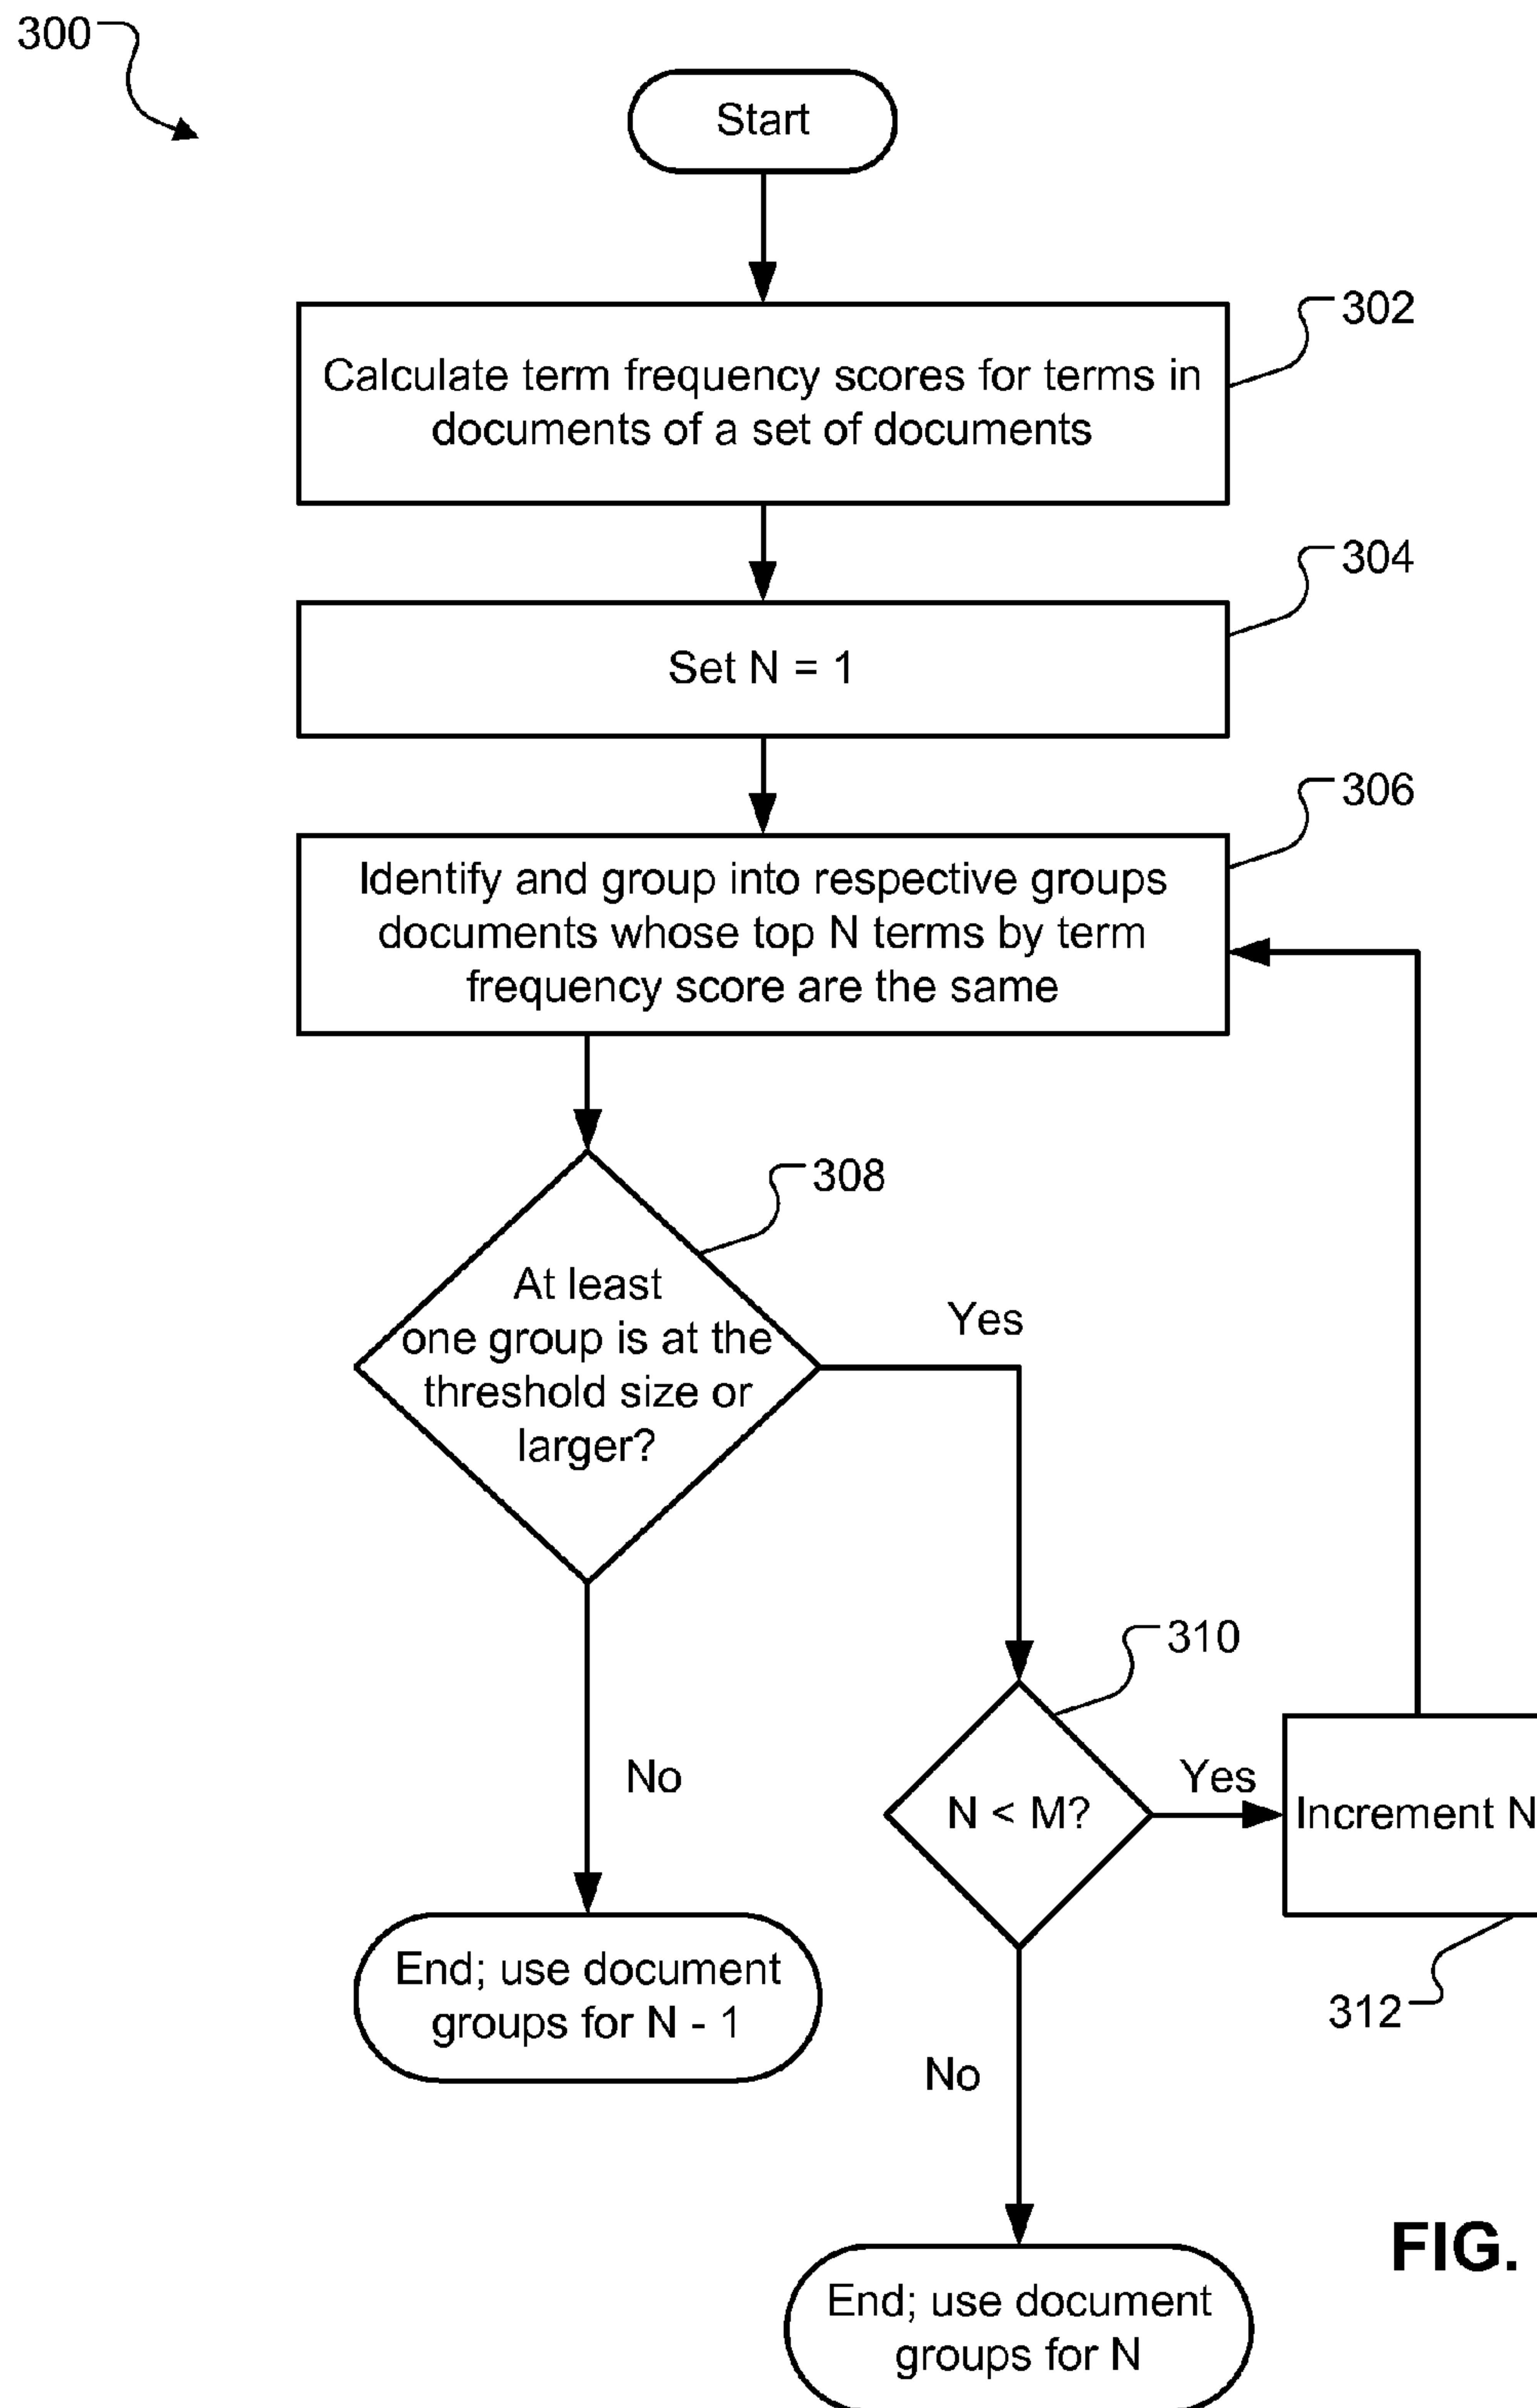 300
Start
302
Calculate term frequency scores for terms in
documents of a set of documents
304
Set N = 1
306
Identify and group into respective groups
documents whose top N terms by term
frequency score are the same
308
At least
one group is at the
threshold size or
larger?
Yes
310
No
N < M?
Yes
Increment N
End; use document
groups for N - 1
312
No
FIG.
End; use document
groups for N